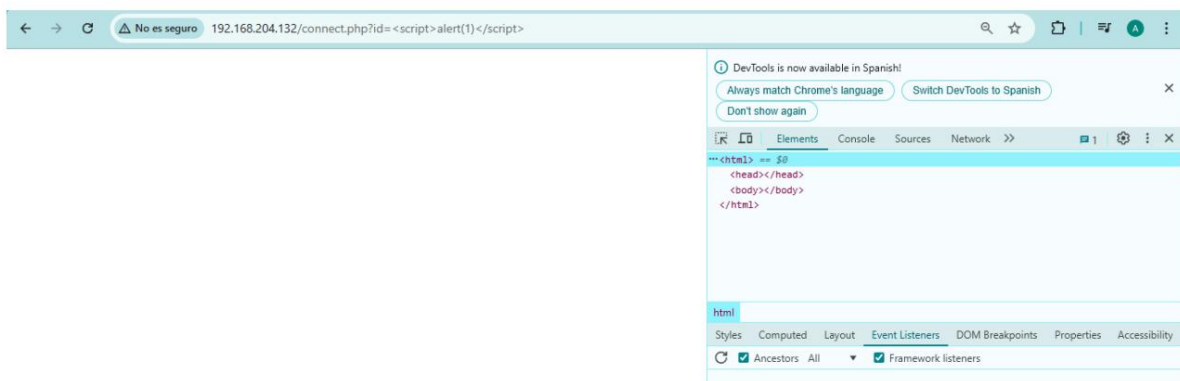 No es seguro 192.168.204.132/connect.php?id=<script>alert(1)</script>
A
DevTools is now available in Spanish!
Always match Chrome's language Switch DevTools to Spanish
Don't show again
Elements Console Sources Network 1
···<html> == $0
<head></head>
<body></body>
</html>
html
Styles Computed Layout Event Listeners DOM Breakpoints Properties Accessibility
Ancestors All Framework listeners